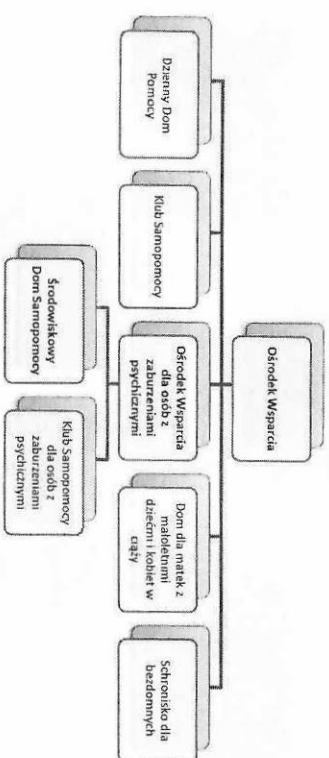 Ośrodek Wsparcia
Dzienny Dom
Pomocy
Klub Samopomocy
Ośrodek Wsparcia
dla osób z
zaburzeniami
psychicznymi
Dom dla matek z
małoletnimi
dziećmi i kobiet w
ciąży
Schronisko dla
bezdomnych
Środowiskowy
Dom Samopomocy
Klub Samopomocy
dla osób z
zaburzeniami
psychicznymi